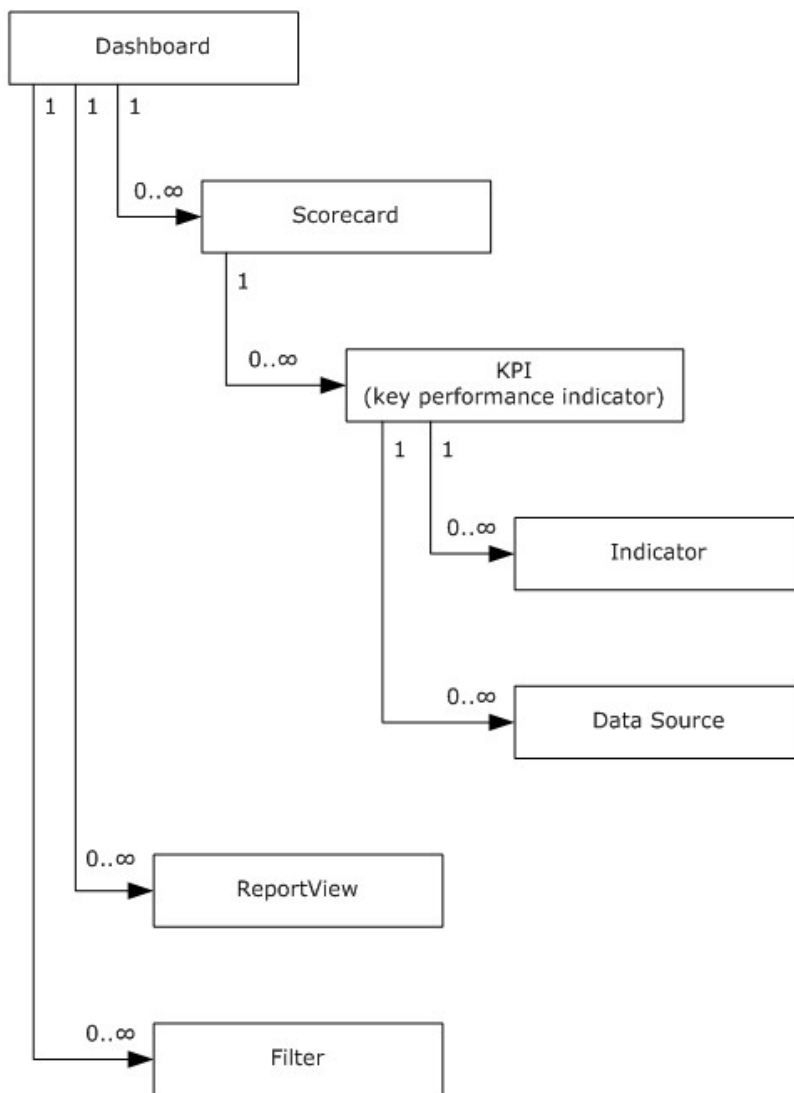 Dashboard
1 1 1
0..∞
Scorecard
1
0..∞
KPI
(key performance indicator)
1 1
0..∞
Indicator
0..∞
Data Source
0..∞
ReportView
0..∞
Filter